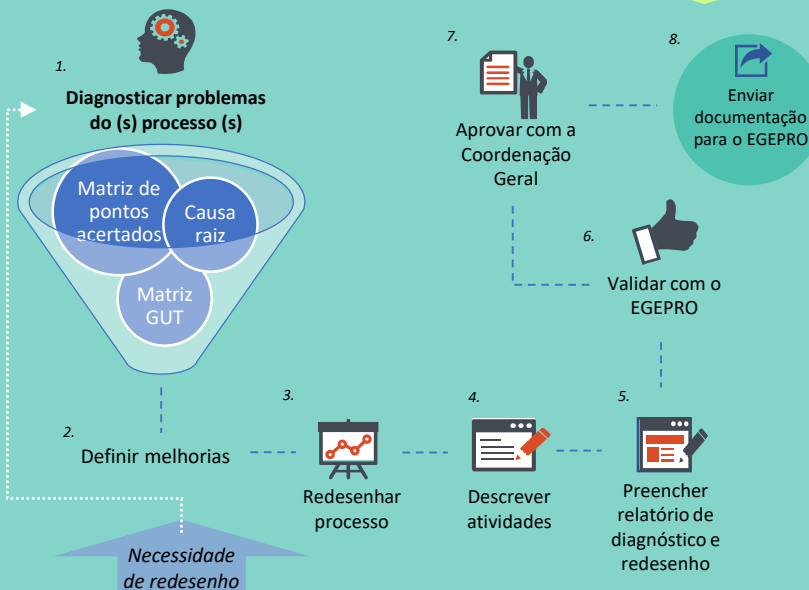 1.
Diagnosticar problemas
do (s) processo (s)
Matriz de
pontos
acertados
Causa
raiz
Matriz
GUT
2.
Definir melhorias
3.
Redesenhar
processo
4.
Descrever
atividades
5.
Preencher
relatório de
diagnóstico e
redesenho
6.
Validar com o
EGEPRO
7.
Aprovar com a
Coordenação
Geral
8.
Enviar
documentação
para o EGEPRO
Necessidade
de redesenho